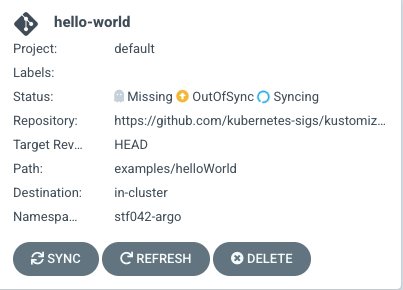 hello-world
Project: default
Labels:
Status: Missing OutOfSync Syncing
Repository: https://github.com/kubernetes-sigs/kustomiz...
Target Rev... HEAD
Path: examples/helloWorld
Destination: in-cluster
Namespa... stf042-argo
SYNC REFRESH DELETE